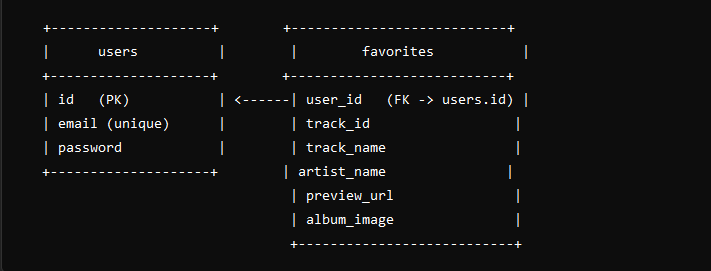 +--------------------+         +---------------------------+
|      users          |        |        favorites           |
+--------------------+         +---------------------------+
| id   (PK)           | <------| user_id   (FK -> users.id) |
| email (unique)      |        | track_id                  |
| password            |        | track_name                |
+--------------------+        | artist_name               |
| preview_url               |
| album_image               |
+---------------------------+